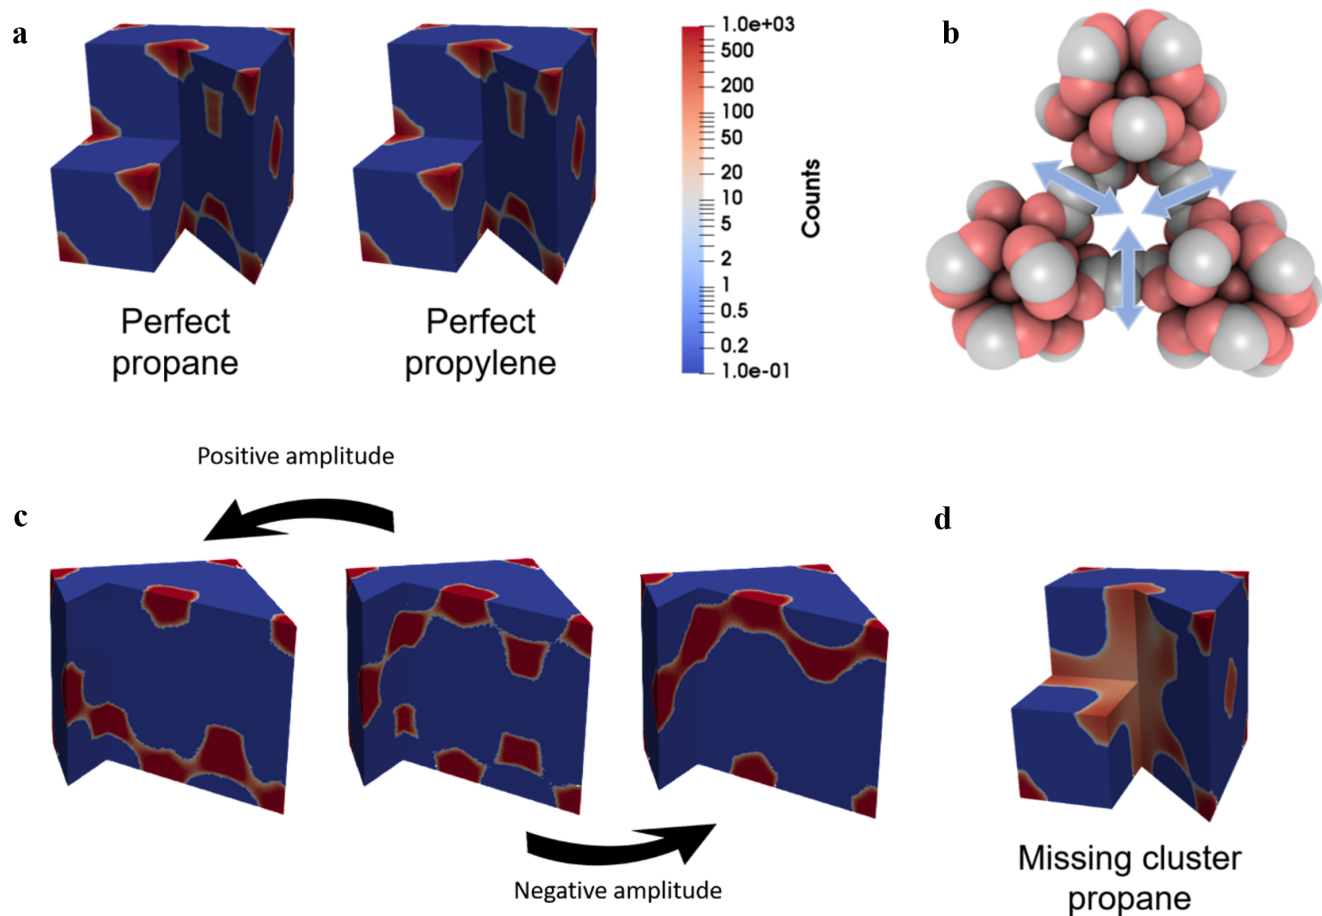 a
b
1.0e+03
500
200
100
50
20
10
5
2
1
0.5
0.2
1.0e-01
Counts
Perfect
propane
Perfect
propylene
Positive amplitude
c
d
Negative amplitude
Missing cluster
propane